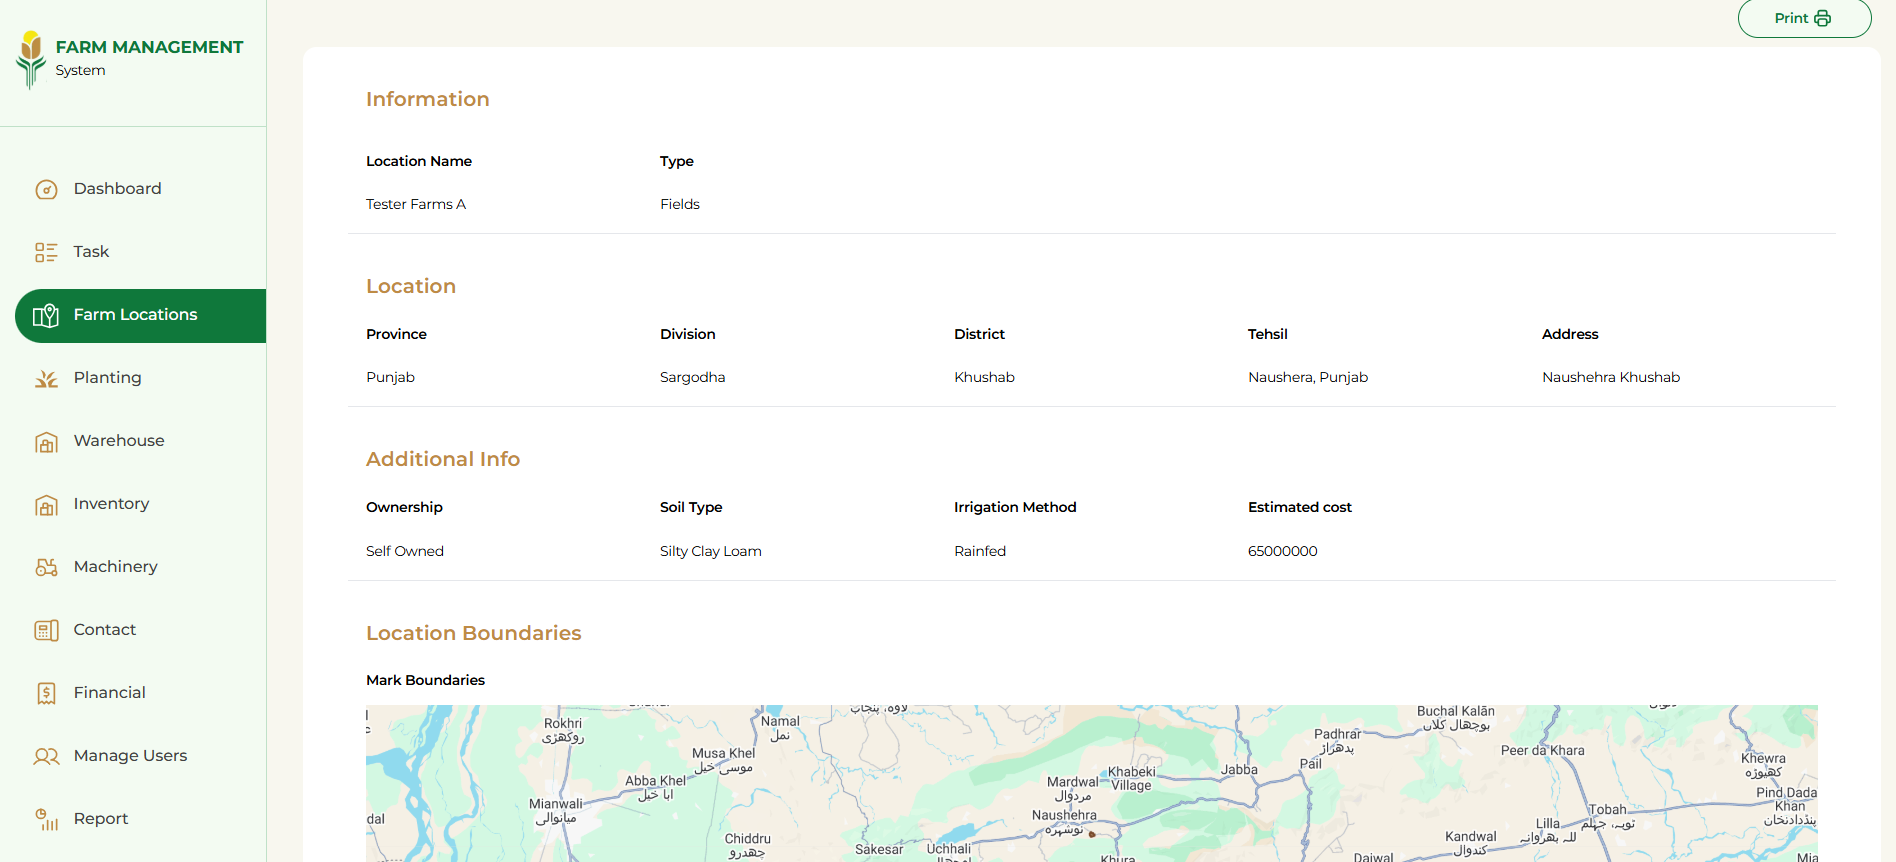 FARM MANAGEMENT
System
Print
Dashboard
Task
Farm Locations
Planting
Warehouse
Inventory
Machinery
Contact
Financial
Manage Users
Report
Information
Location Name Type
Tester Farms A Fields
Location
Province Division District Tehsil Address
Punjab Sargodha Khushab Naushera, Punjab Naushehra Khushab
Additional Info
Ownership Soil Type Irrigation Method Estimated cost
Self Owned Silty Clay Loam Rainfed 65000000
Location Boundaries
Mark Boundaries
Rokhri
روکھڑی
Namal
نمل
لاوہ، پنجاب
Buchal Kalān
بوچھال کلاں
Musa Khel
موسی خیل
Padhrar
پدھراڑ
Peer da Khara
Pail
Khewra
کھیوڑہ
Abba Khel
ابا خیل
Mardwal
مردوال
Khabeki
Village
Jabba
Mianwali
میانوالی
Pind Dada
Khan
پنڈدادنخان
Naushehra
نوشہرہ
Tobah
توبہ، جہلم
Lilla
للہ بھروانہ
Chiddru
چھدرو
Sakesar
Uchhali
Kandwal
کندوال
Khura
Daiwal